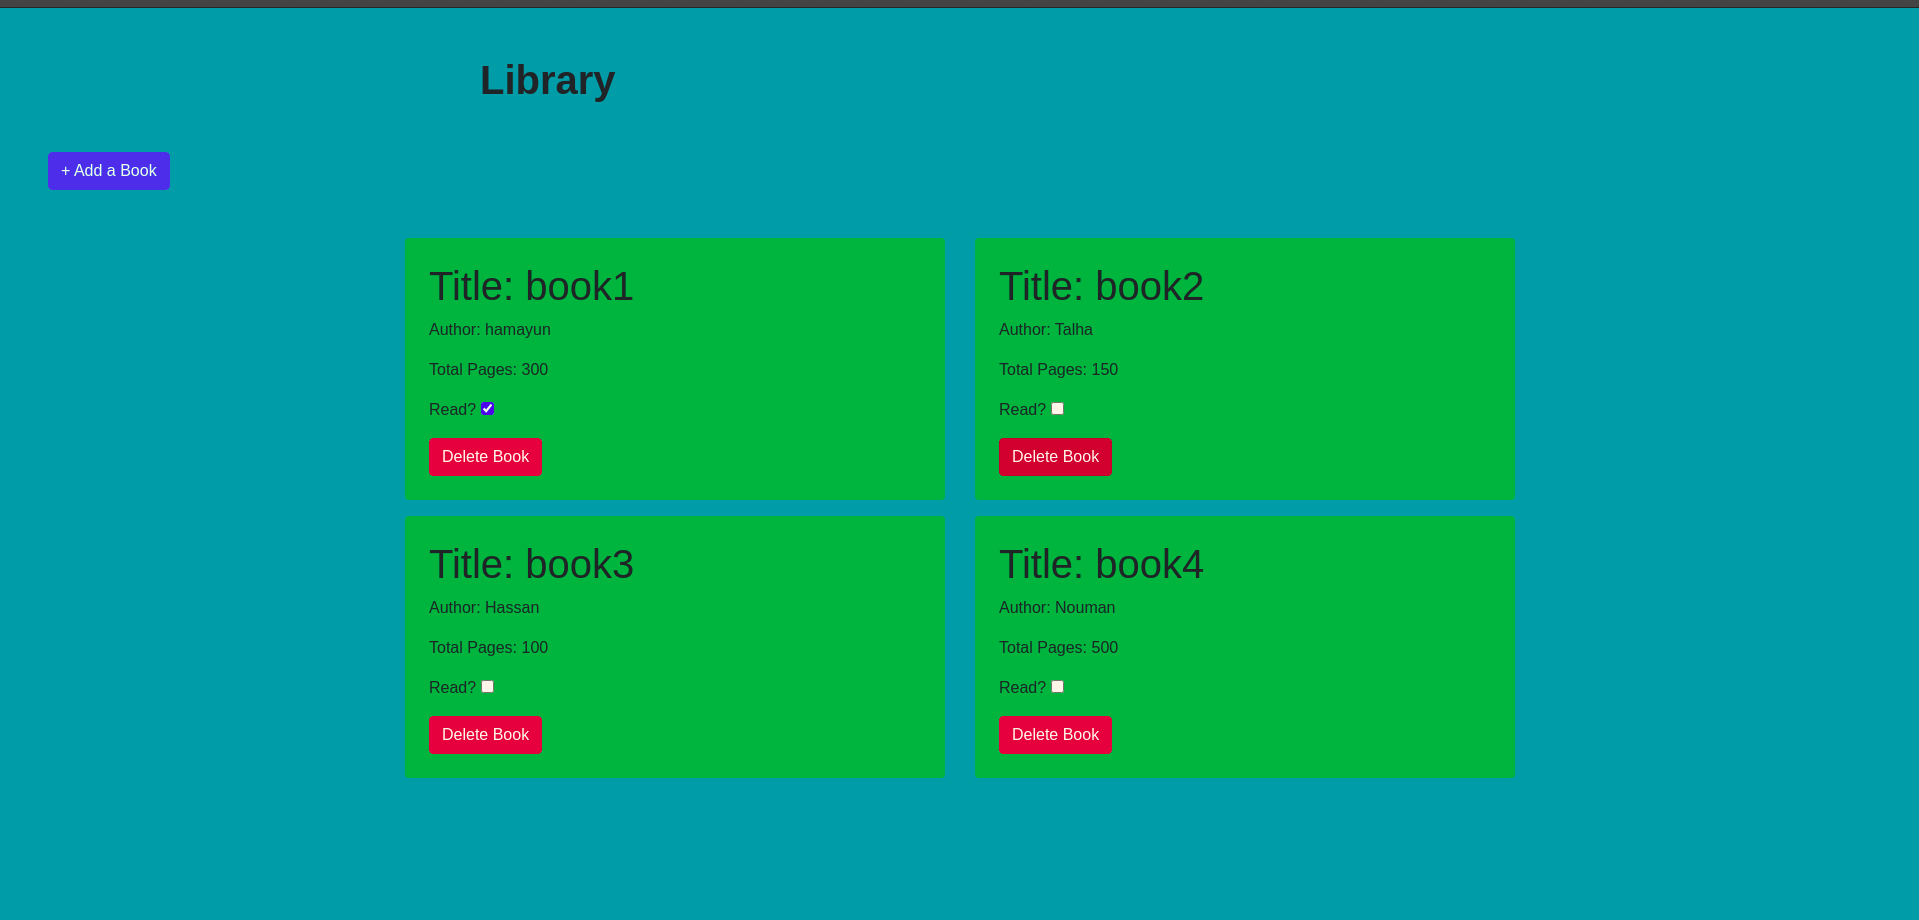 Library
+ Add a Book
Title: book1
Author: hamayun
Total Pages: 300
Read?
Delete Book
Title: book2
Author: Talha
Total Pages: 150
Read?
Delete Book
Title: book3
Author: Hassan
Total Pages: 100
Read?
Delete Book
Title: book4
Author: Nouman
Total Pages: 500
Read?
Delete Book